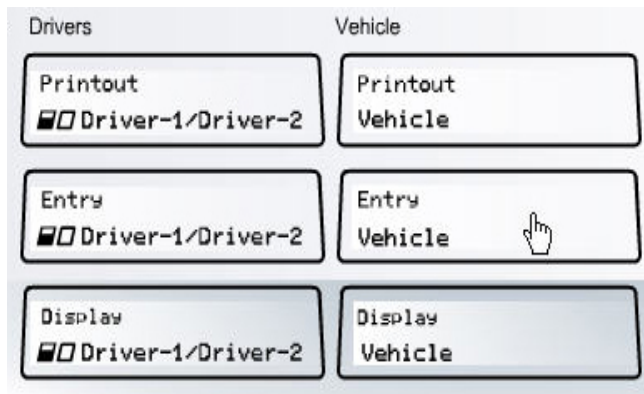 Drivers Vehicle
Printout Printout
Driver-1/Driver-2 Vehicle
Entry Entry
Driver-1/Driver-2 Vehicle
Display Display
Driver-1/Driver-2 Vehicle